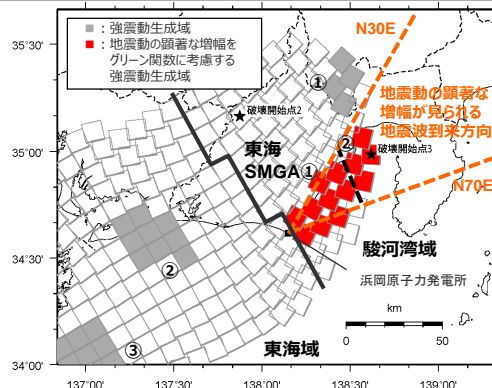 ■：強震動生成域
■：地震動の顕著な増幅を
グリーン関数に考慮する
強震動生成域
N30E
35°30'
①
地震動の顕著な
増幅が見られる
地震波到来方向
★破壊開始点2
②
★破壊開始点3
35°00'
東海
SMGA①
N70E
駿河湾域
34°30'
②
浜岡原子力発電所
km
0 50
③
東海域
34°00'
137°00' 137°30' 138°00' 138°30' 139°00'